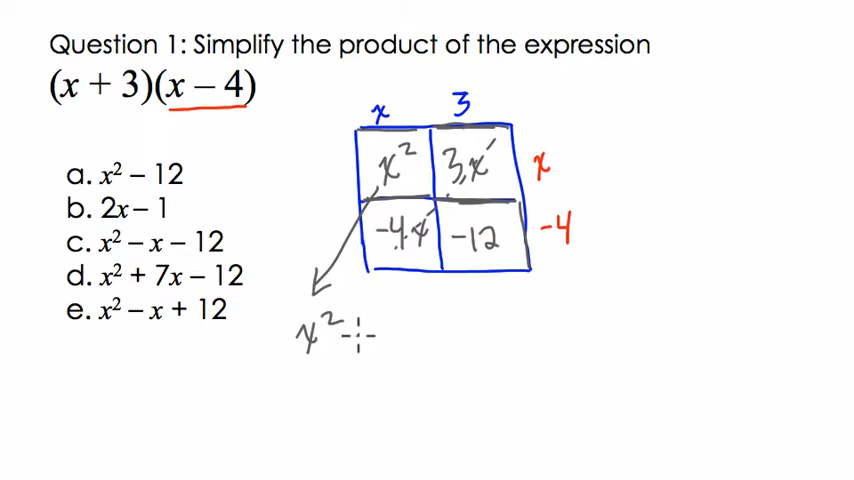 Question 1: Simplify the product of the expression
(x + 3)(x – 4)
x 3
x² 3x x
-4x -12 -4
a. x² – 12
b. 2x – 1
c. x² – x – 12
d. x² + 7x – 12
e. x² – x + 12
x²